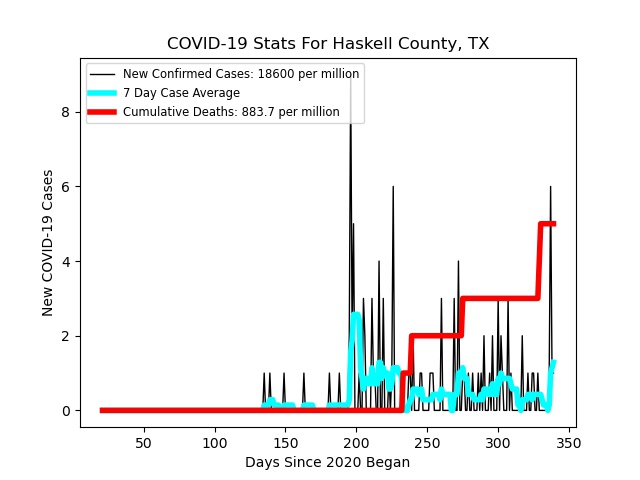 COVID-19 Stats For Haskell County, TX
New Confirmed Cases: 18600 per million
7 Day Case Average
Cumulative Deaths: 883.7 per million
New COVID-19 Cases
8
6
4
2
0
50 100 150 200 250 300 350
Days Since 2020 Began